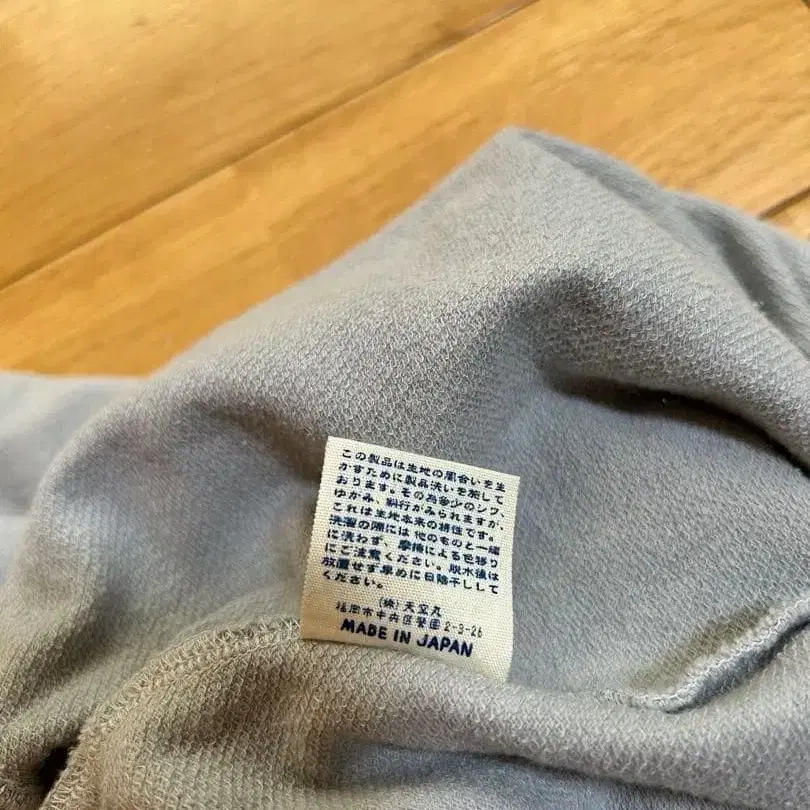 この製品は生地の風合いを生
かすために製品洗いを施して
おります。その為多少のシワ、
ゆがみ、斜行がみられますが、
これは生地本来の特性です。
洗濯の際には他のものと一緒
に洗わず、摩擦による色移り
にご注意ください。脱水後は
放置せず早めに日陰干しして
ください。
(株)天空丸
福岡市中央区警固2-3-26
MADE IN JAPAN